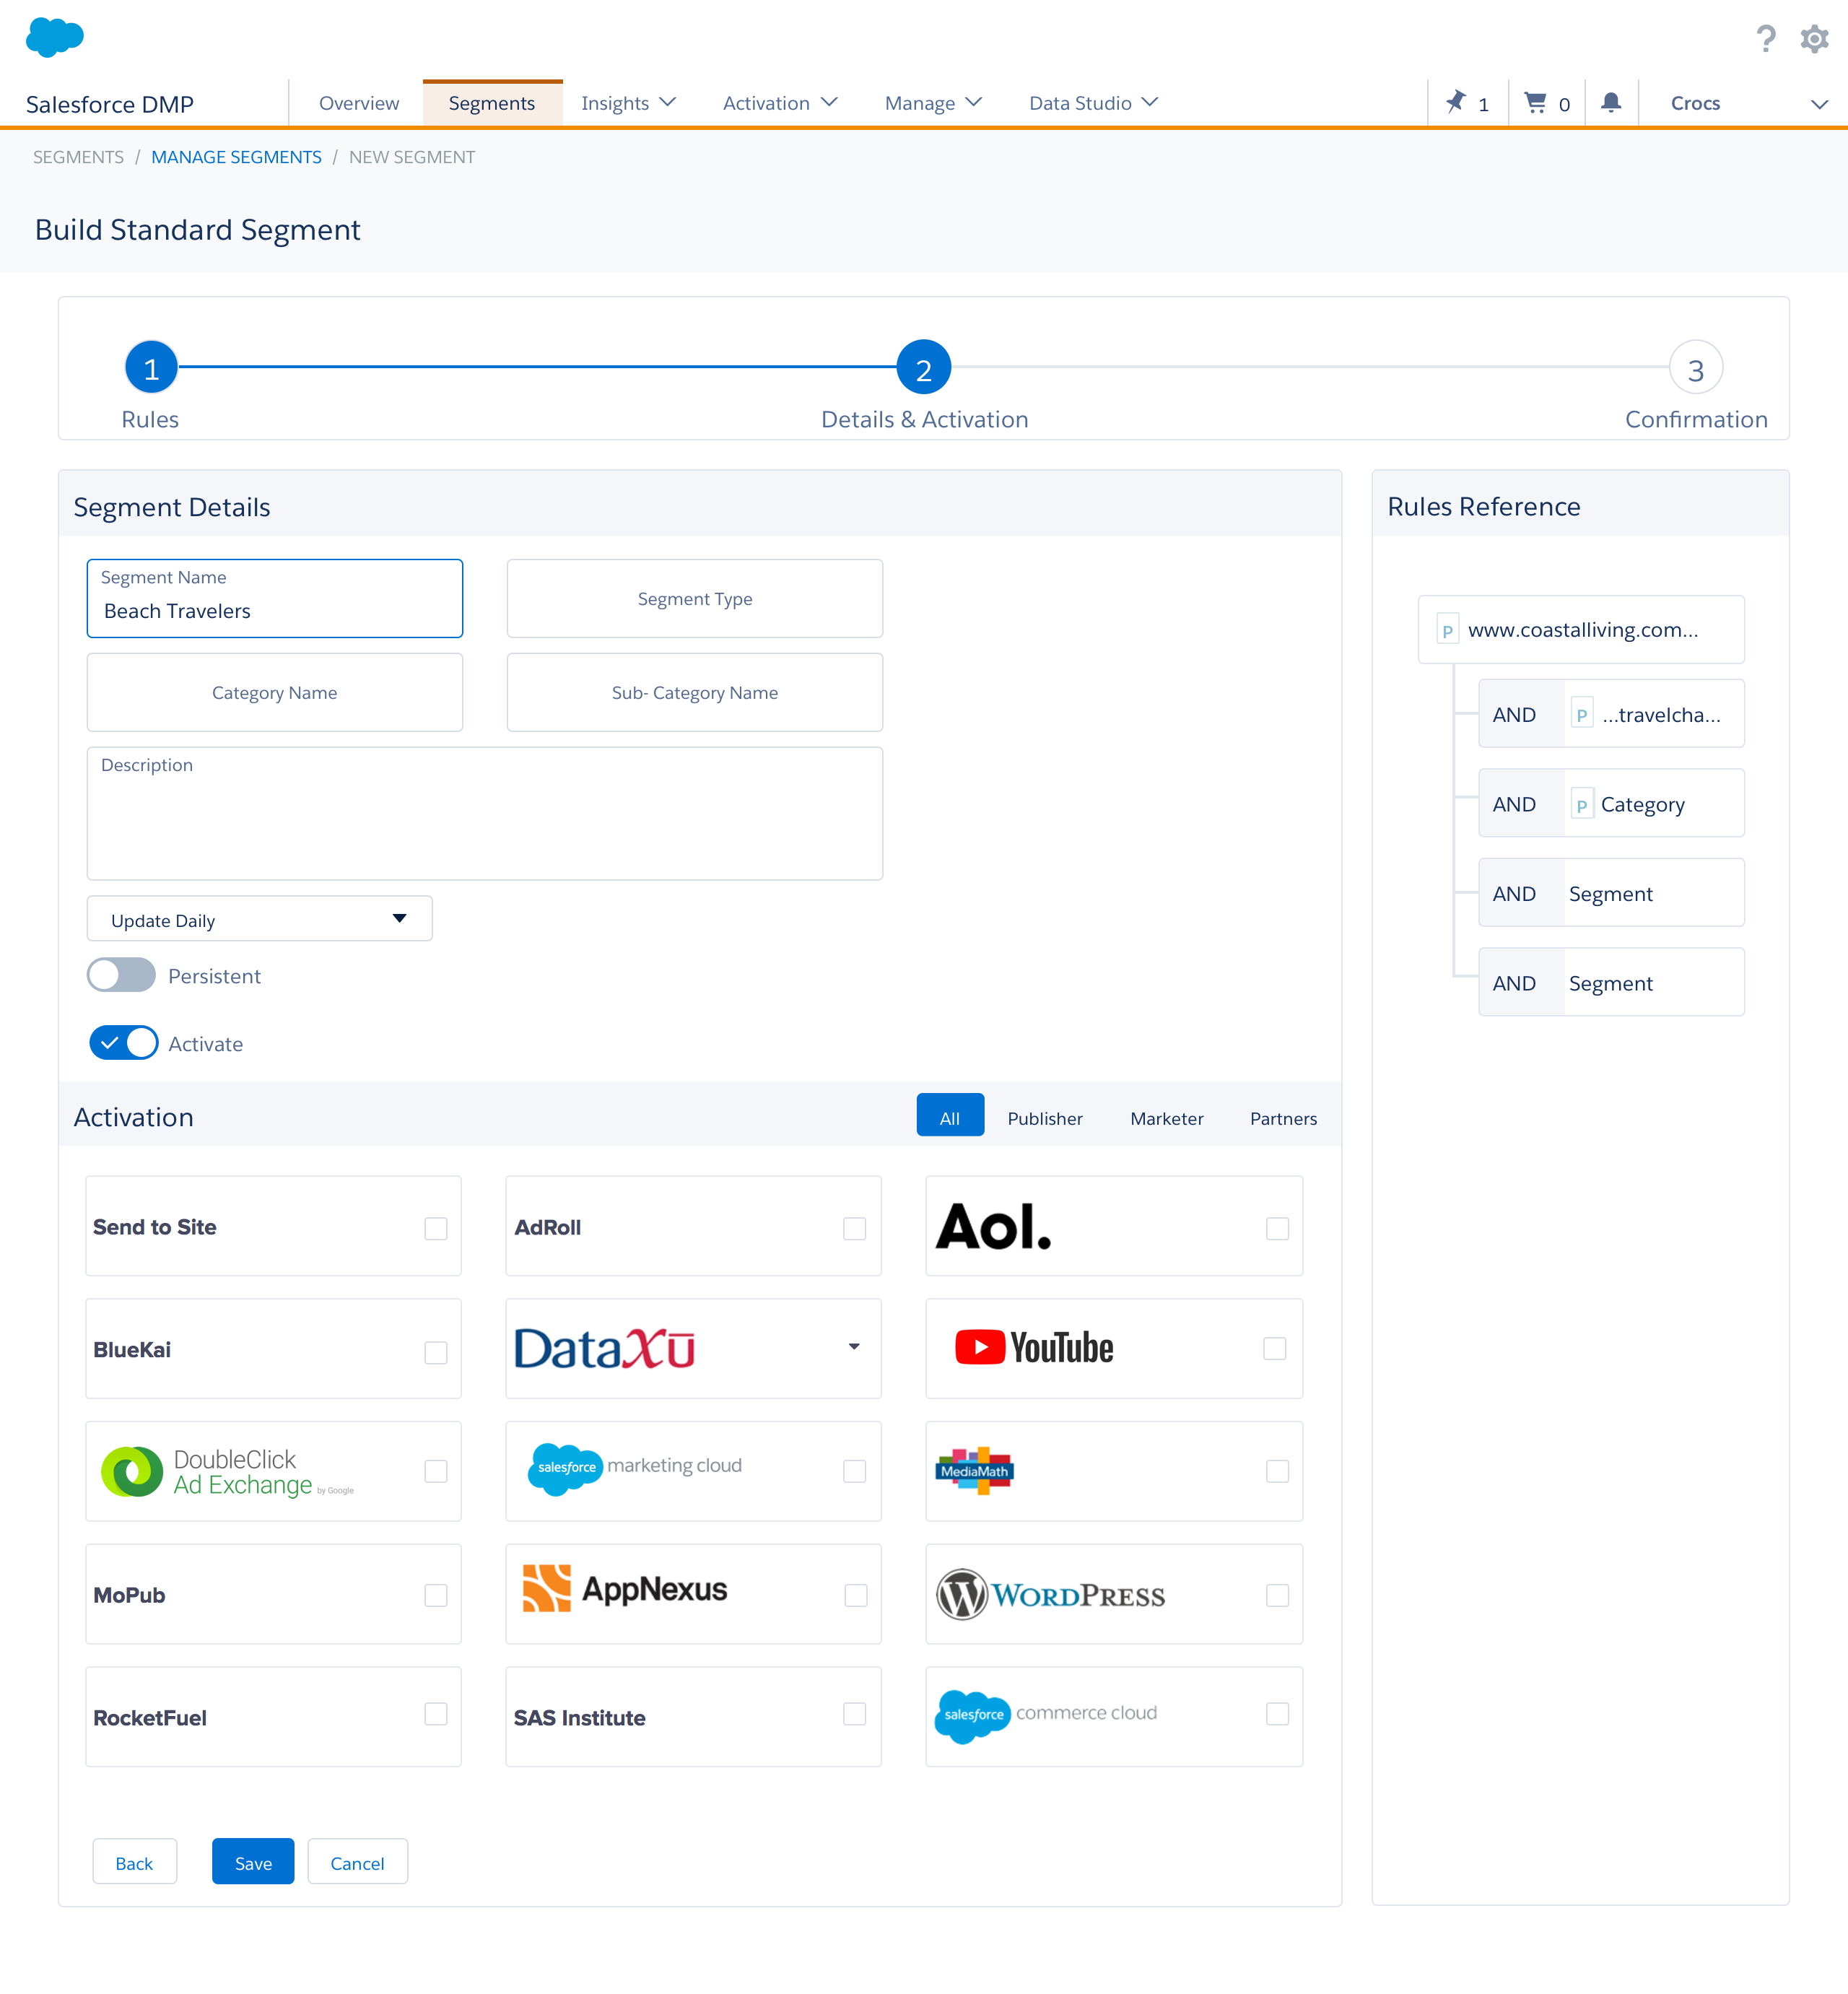 Salesforce DMP
Overview
Segments
Insights
Activation
Manage
Data Studio
1
0
Crocs
SEGMENTS / MANAGE SEGMENTS / NEW SEGMENT
Build Standard Segment
1
2
3
Rules
Details & Activation
Confirmation
Segment Details
Segment Name
Beach Travelers
Segment Type
Category Name
Sub- Category Name
Description
Update Daily
Persistent
Activate
Rules Reference
P www.coastalliving.com...
AND P ...travelcha...
AND P Category
AND Segment
AND Segment
Activation
All
Publisher
Marketer
Partners
Send to Site
AdRoll
Aol.
BlueKai
DataXū
YouTube
DoubleClick
Ad Exchange by Google
salesforce marketing cloud
MediaMath
MoPub
AppNexus
WORDPRESS
RocketFuel
SAS Institute
salesforce commerce cloud
Back
Save
Cancel